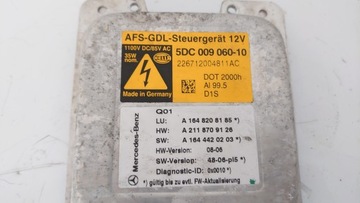 AFS-GDL-Steuergerät 12V
1100V DC/85V AC
35W nom.
5DC 009 060-10
226712004811AC
DOT 2000h
Al 99.5
D1S
Made in Germany
Mercedes-Benz
Q01
LU: A 164 820 61 85 *)
HW: A 211 870 91 26
SW: A 164 442 02 03 *)
HW-Version: 08-06
SW-Version: 48-06-pl5 *)
Diagnostic-ID: 0x0010 *)
*) gültig bis zu evtl. FW-Aktualisierung